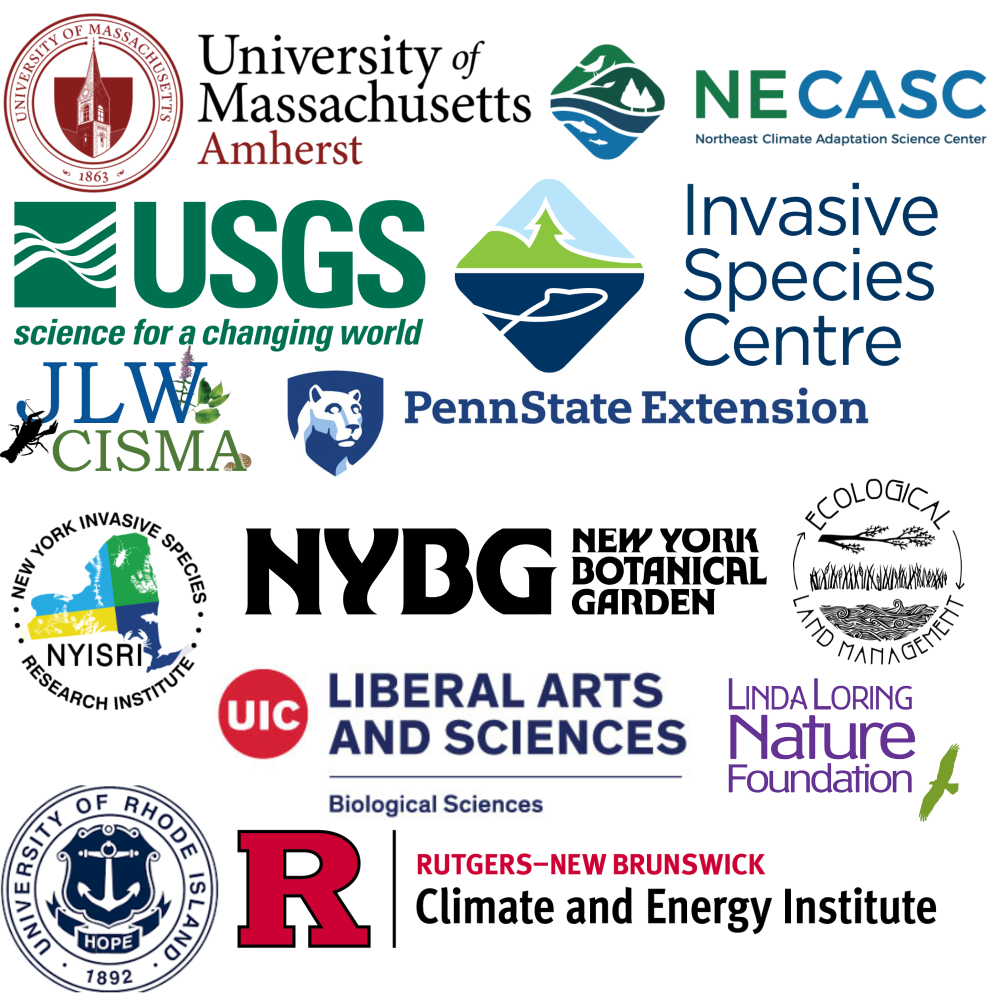 UNIVERSITY OF MASSACHUSETTS
1863
University of
Massachusetts
Amherst
NECASC
Northeast Climate Adaptation Science Center
USGS
science for a changing world
Invasive
Species
Centre
JLW
CISMA
PennState Extension
NEW YORK INVASIVE SPECIES
NYISRI
RESEARCH INSTITUTE
NYBG
NEW YORK
BOTANICAL
GARDEN
ECOLOGICAL
LAND MANAGEMENT
UIC
LIBERAL ARTS
AND SCIENCES
Biological Sciences
LINDA LORING
Nature
Foundation
UNIVERSITY OF RHODE ISLAND
HOPE
1892
R
RUTGERS–NEW BRUNSWICK
Climate and Energy Institute